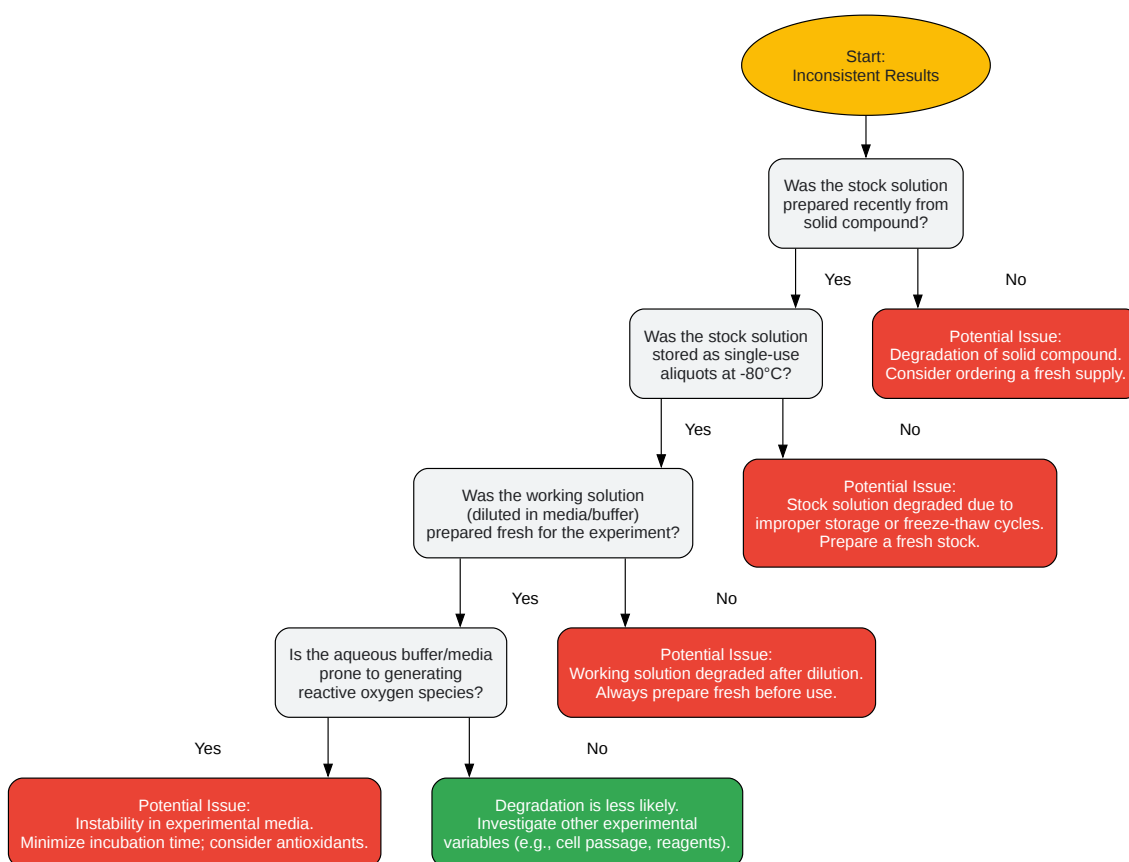 Start:
Inconsistent Results
Was the stock solution
prepared recently from
solid compound?
Yes
No
Was the stock solution
stored as single-use
aliquots at -80°C?
Potential Issue:
Degradation of solid compound.
Consider ordering a fresh supply.
Yes
No
Was the working solution
(diluted in media/buffer)
prepared fresh for the experiment?
Potential Issue:
Stock solution degraded due to
improper storage or freeze-thaw cycles.
Prepare a fresh stock.
Yes
No
Is the aqueous buffer/media
prone to generating
reactive oxygen species?
Potential Issue:
Working solution degraded after dilution.
Always prepare fresh before use.
Yes
No
Potential Issue:
Instability in experimental media.
Minimize incubation time; consider antioxidants.
Degradation is less likely.
Investigate other experimental
variables (e.g., cell passage, reagents).